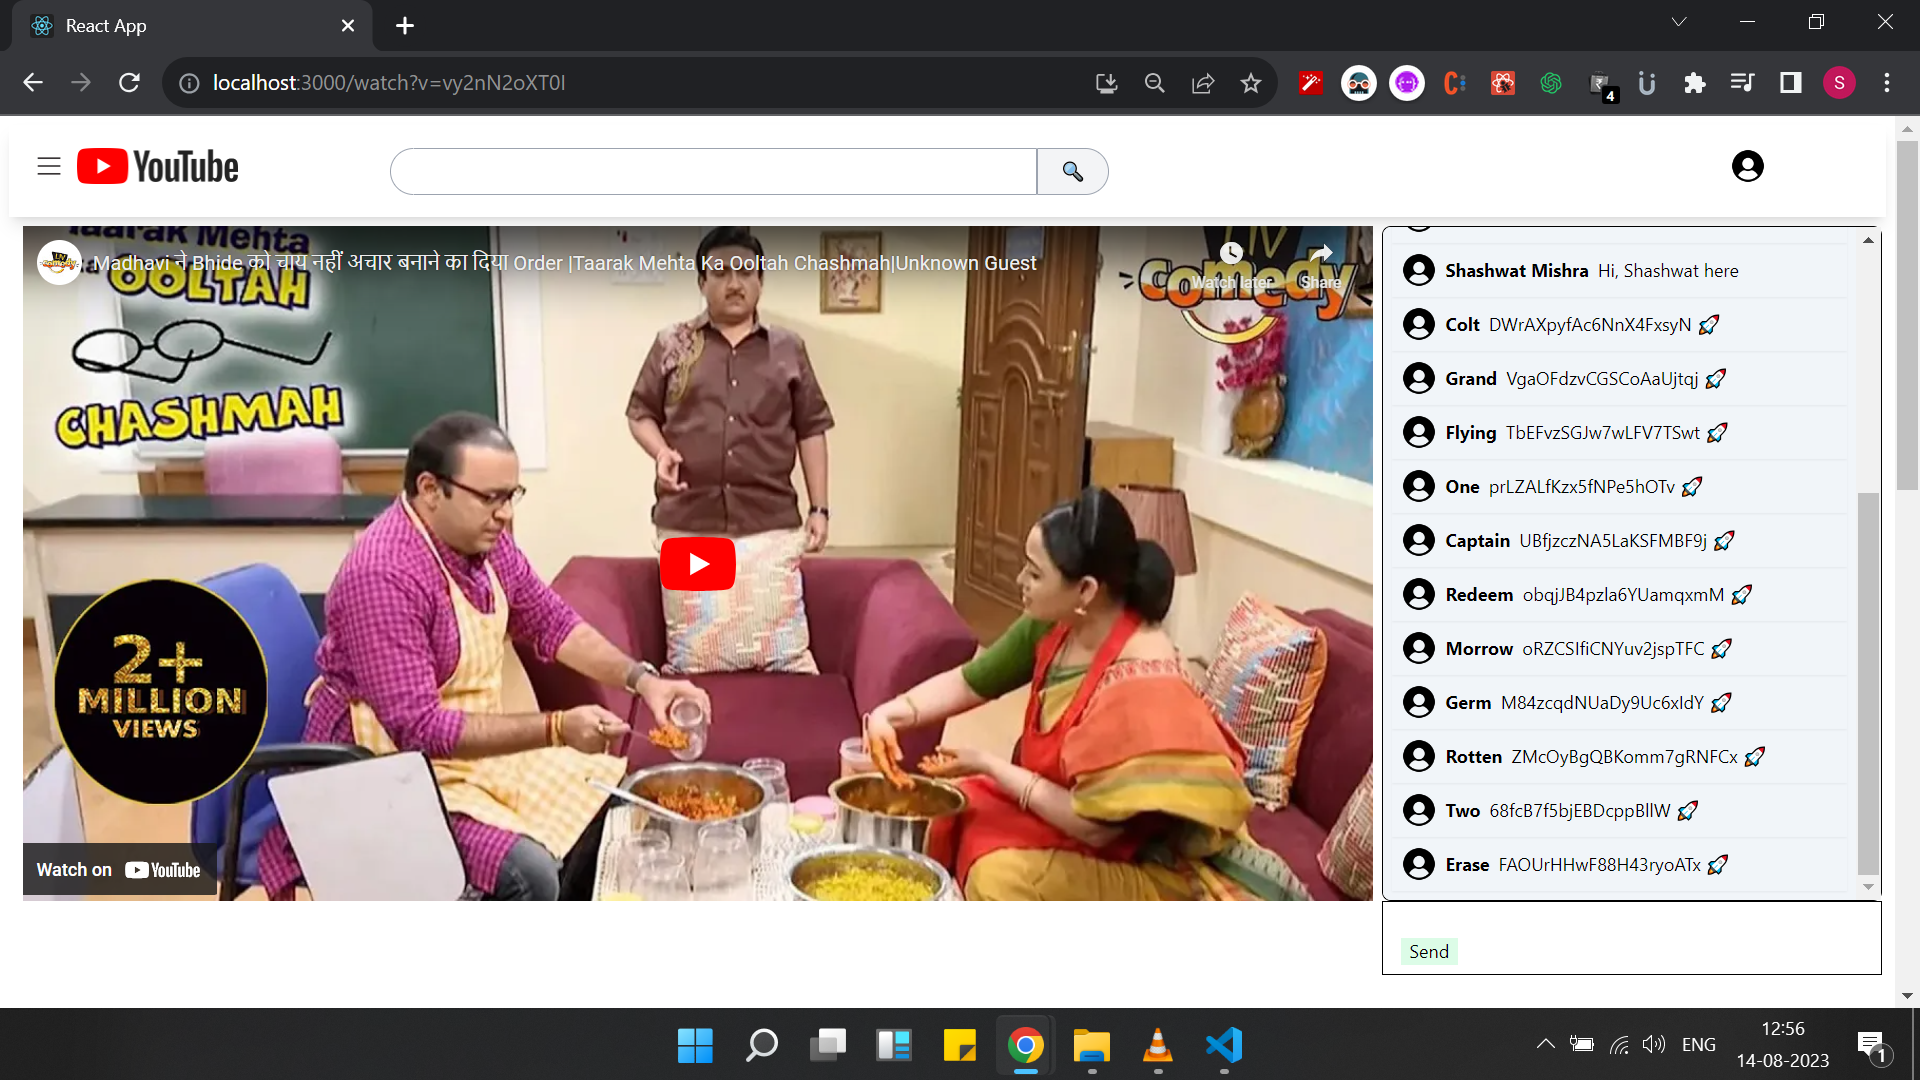 React App
localhost:3000/watch?v=vy2nN2oXT0I
4
S
YouTube
Taarak Mehta
Madhavi ने Bhide को चाय नहीं अचार बनाने का दिया Order |Taarak Mehta Ka Ooltah Chashmah|Unknown Guest
OOLTAH
CHASHMAH
Comedy
Watch later
Share
2+
MILLION
VIEWS
Watch on YouTube
Shashwat Mishra Hi, Shashwat here
Colt DWrAXpyfAc6NnX4FxsyN 🚀
Grand VgaOFdzvCGSCoAaUjtqj 🚀
Flying TbEFvzSGJw7wLFV7TSwt 🚀
One prLZALfKzx5fNPe5hOTv 🚀
Captain UBfjzczNA5LaKSFMBF9j 🚀
Redeem obqjJB4pzla6YUamqxmM 🚀
Morrow oRZCSIfiCNYuv2jspTFC 🚀
Germ M84zcqdNUaDy9Uc6xIdY 🚀
Rotten ZMcOyBgQBKomm7gRNFCx 🚀
Two 68fcB7f5bjEBDcppBllW 🚀
Erase FAOUrHHwF88H43ryoATx 🚀
Send
ENG
12:56
14-08-2023
1